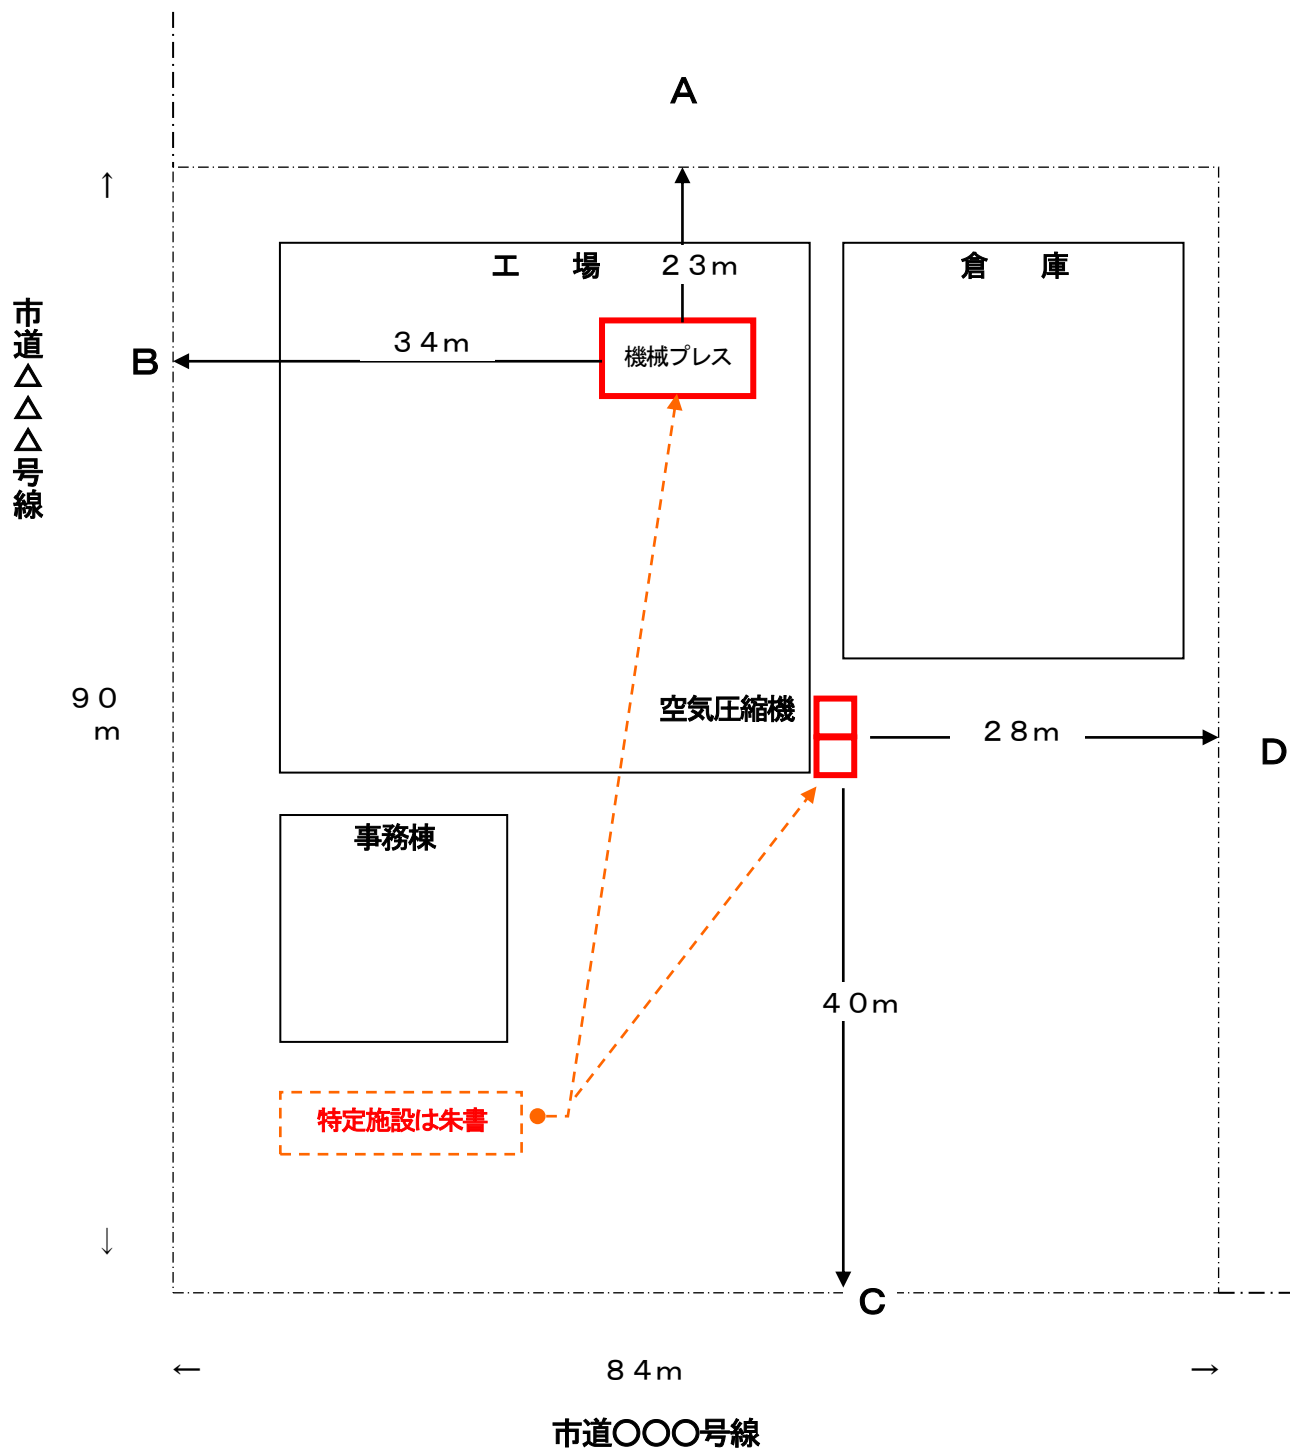 A
↑
工　　場
２３ｍ
倉　　庫
市道△△△号線
３４ｍ
B
機械プレス
９０
ｍ
空気圧縮機
２８ｍ
D
事務棟
４０ｍ
特定施設は朱書
↓
C
←
８４ｍ
→
市道〇〇〇号線